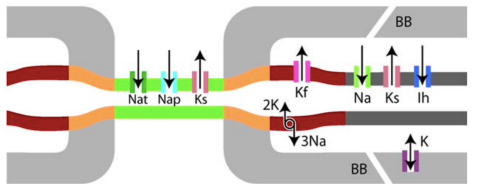 BB
Nat Nap Ks Kf Na Ks Ih
2K
3Na
K
BB